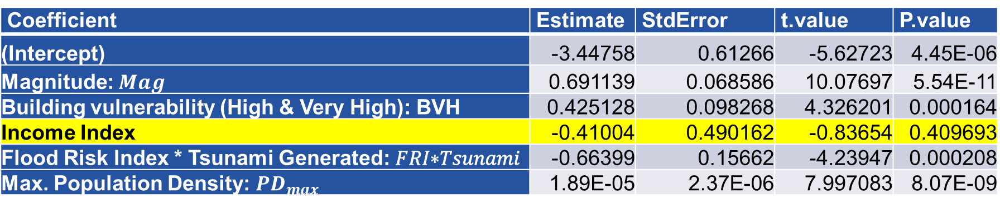 Coefficient Estimate StdError t.value P.value
(Intercept) -3.44758 0.61266 -5.62723 4.45E-06
Magnitude: Mag 0.691139 0.068586 10.07697 5.54E-11
Building vulnerability (High & Very High): BVH 0.425128 0.098268 4.326201 0.000164
Income Index -0.41004 0.490162 -0.83654 0.409693
Flood Risk Index * Tsunami Generated: FRI*Tsunami -0.66399 0.15662 -4.23947 0.000208
Max. Population Density: PDmax 1.89E-05 2.37E-06 7.997083 8.07E-09